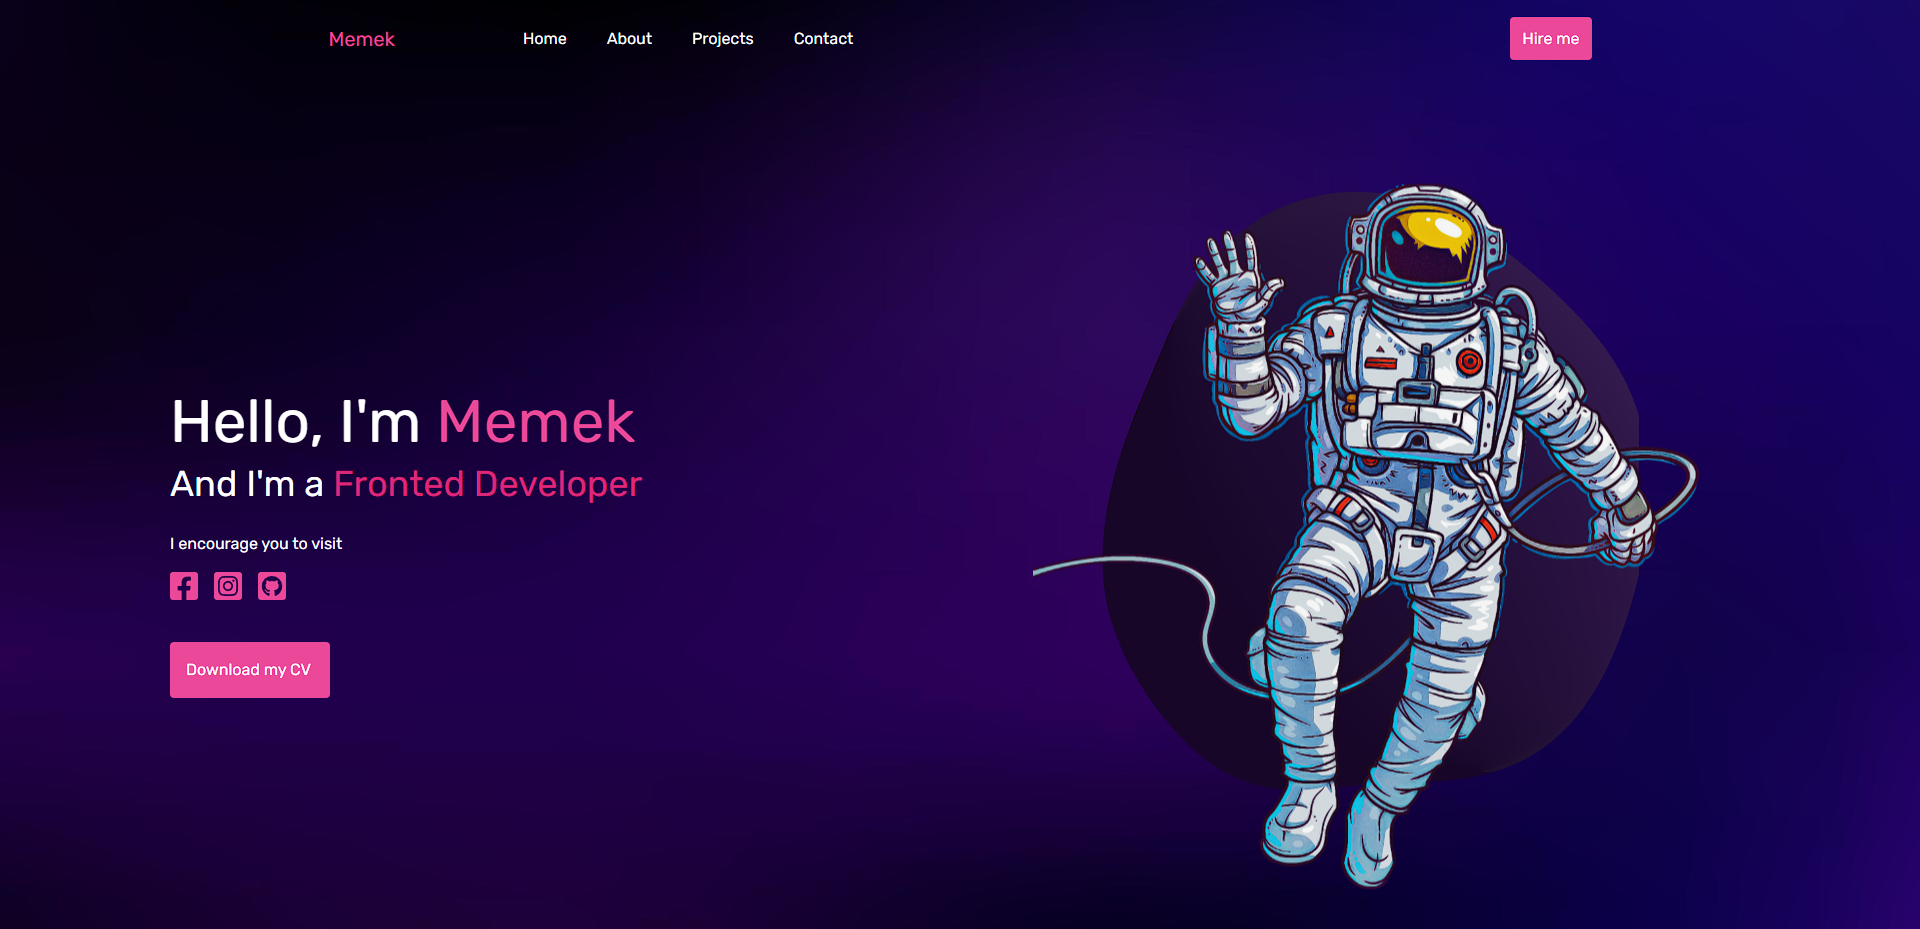 Memek
Home About Projects Contact
Hire me
Hello, I'm Memek
And I'm a Fronted Developer
I encourage you to visit
Download my CV